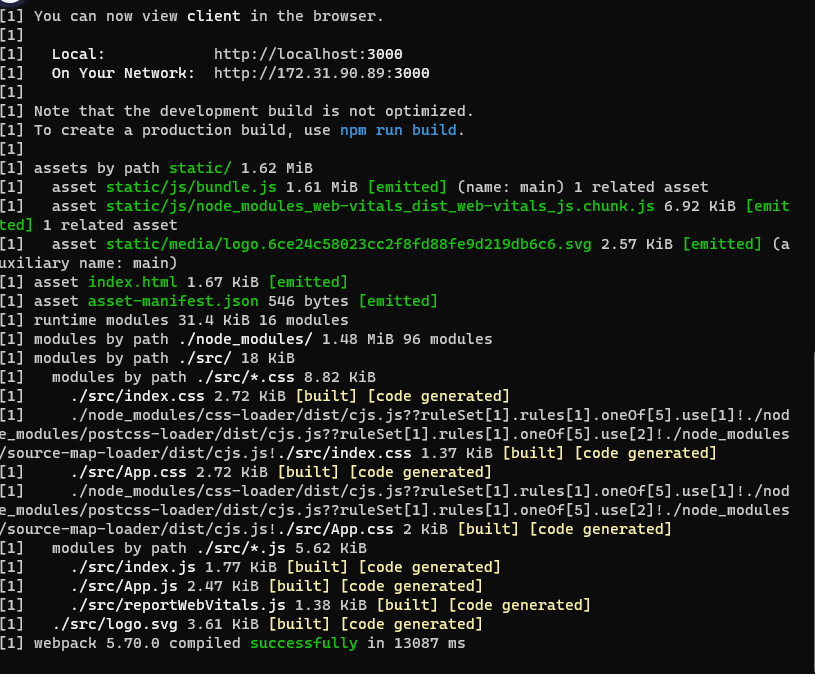 [1] You can now view client in the browser.
[1]
[1]   Local:            http://localhost:3000
[1]   On Your Network:  http://172.31.90.89:3000
[1]
[1] Note that the development build is not optimized.
[1] To create a production build, use npm run build.
[1]
[1] assets by path static/ 1.62 MiB
[1]   asset static/js/bundle.js 1.61 MiB [emitted] (name: main) 1 related asset
[1]   asset static/js/node_modules_web-vitals_dist_web-vitals_js.chunk.js 6.92 KiB [emit
ted] 1 related asset
[1]   asset static/media/logo.6ce24c58023cc2f8fd88fe9d219db6c6.svg 2.57 KiB [emitted] (a
uxiliary name: main)
[1] asset index.html 1.67 KiB [emitted]
[1] asset asset-manifest.json 546 bytes [emitted]
[1] runtime modules 31.4 KiB 16 modules
[1] modules by path ./node_modules/ 1.48 MiB 96 modules
[1] modules by path ./src/ 18 KiB
[1]   modules by path ./src/*.css 8.82 KiB
[1]     ./src/index.css 2.72 KiB [built] [code generated]
[1]     ./node_modules/css-loader/dist/cjs.js??ruleSet[1].rules[1].oneOf[5].use[1]!./nod
e_modules/postcss-loader/dist/cjs.js??ruleSet[1].rules[1].oneOf[5].use[2]!./node_modules
/source-map-loader/dist/cjs.js!./src/index.css 1.37 KiB [built] [code generated]
[1]     ./src/App.css 2.72 KiB [built] [code generated]
[1]     ./node_modules/css-loader/dist/cjs.js??ruleSet[1].rules[1].oneOf[5].use[1]!./nod
e_modules/postcss-loader/dist/cjs.js??ruleSet[1].rules[1].oneOf[5].use[2]!./node_modules
/source-map-loader/dist/cjs.js!./src/App.css 2 KiB [built] [code generated]
[1]   modules by path ./src/*.js 5.62 KiB
[1]     ./src/index.js 1.77 KiB [built] [code generated]
[1]     ./src/App.js 2.47 KiB [built] [code generated]
[1]     ./src/reportWebVitals.js 1.38 KiB [built] [code generated]
[1]   ./src/logo.svg 3.61 KiB [built] [code generated]
[1] webpack 5.70.0 compiled successfully in 13087 ms